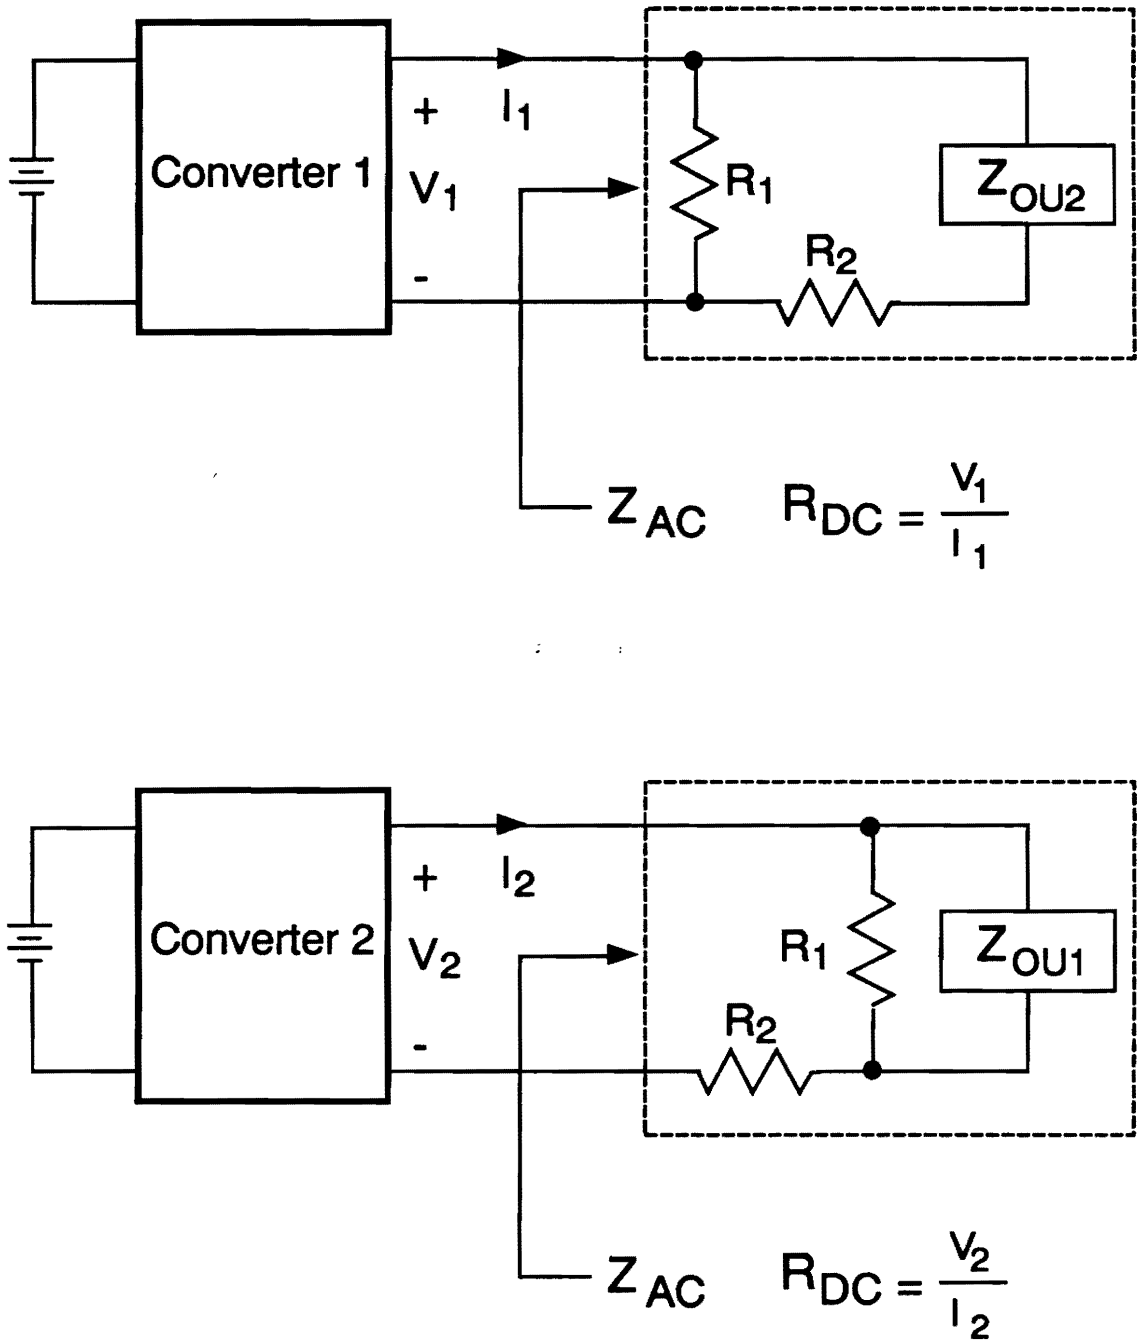 I1
+
Converter 1
V1
R1
ZOU2
R2
-
ZAC
RDC = V1 / I1
I2
+
Converter 2
V2
R1
ZOU1
R2
-
ZAC
RDC = V2 / I2